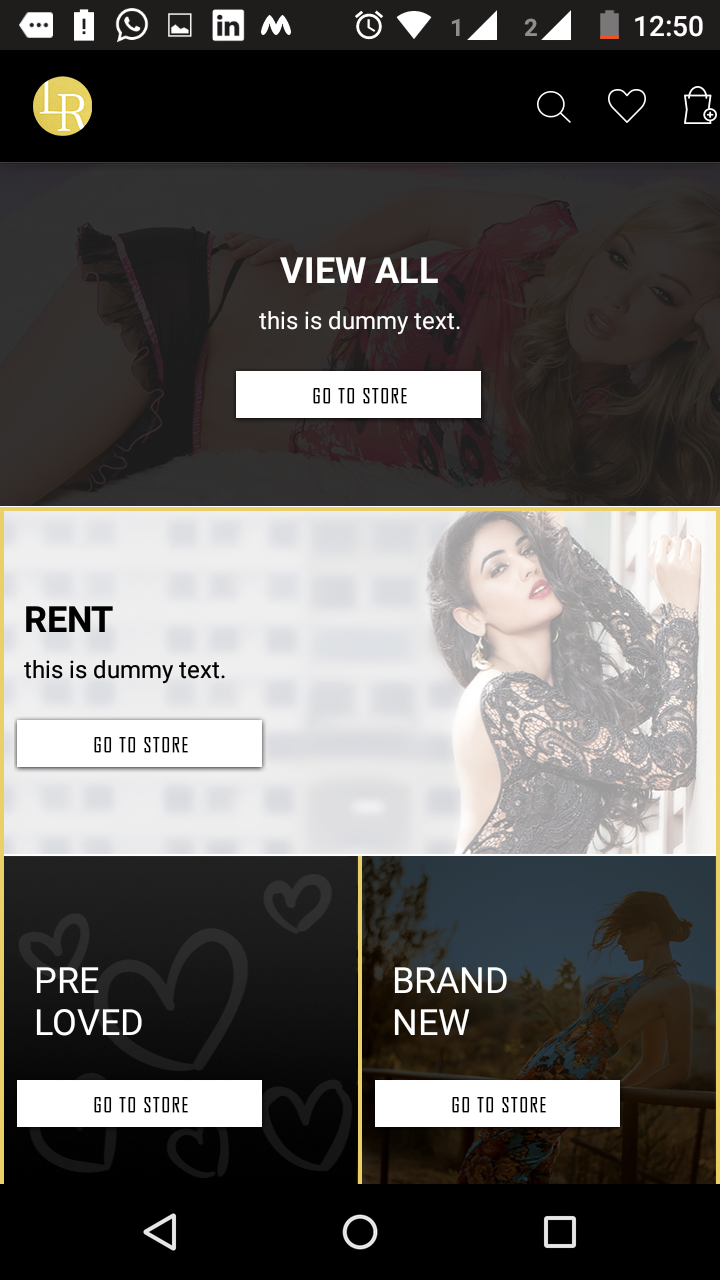 1 2 12:50
LR
VIEW ALL
this is dummy text.
GO TO STORE
RENT
this is dummy text.
GO TO STORE
PRE
LOVED
GO TO STORE
BRAND
NEW
GO TO STORE